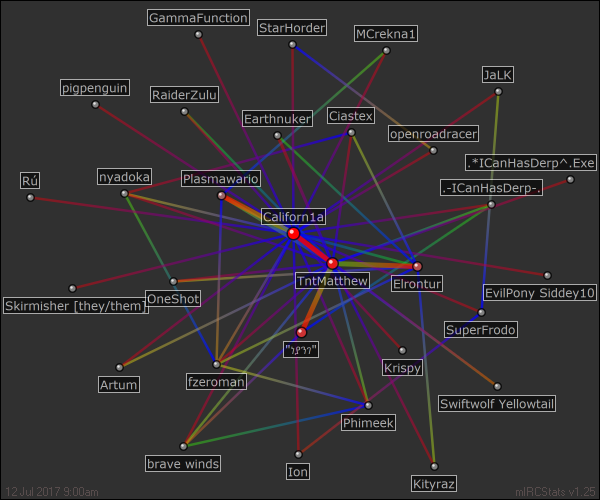 GammaFunction
StarHorder
MCrekna1
JaLK
pigpenguin
RaiderZulu
Earthnuker
Ciastex
openroadracer
.*ICanHasDerp^.Exe
Rú
nyadoka
Plasmawario
.-ICanHasDerp-.
Californ1a
TntMatthew
Elrontur
EvilPony Siddey10
Skirmisher [they/them]
OneShot
SuperFrodo
Krispy
Artum
fzeroman
Swiftwolf Yellowtail
Phimeek
brave winds
Ion
Kityraz
12 Jul 2017 9:00am
mIRCStats v1.25